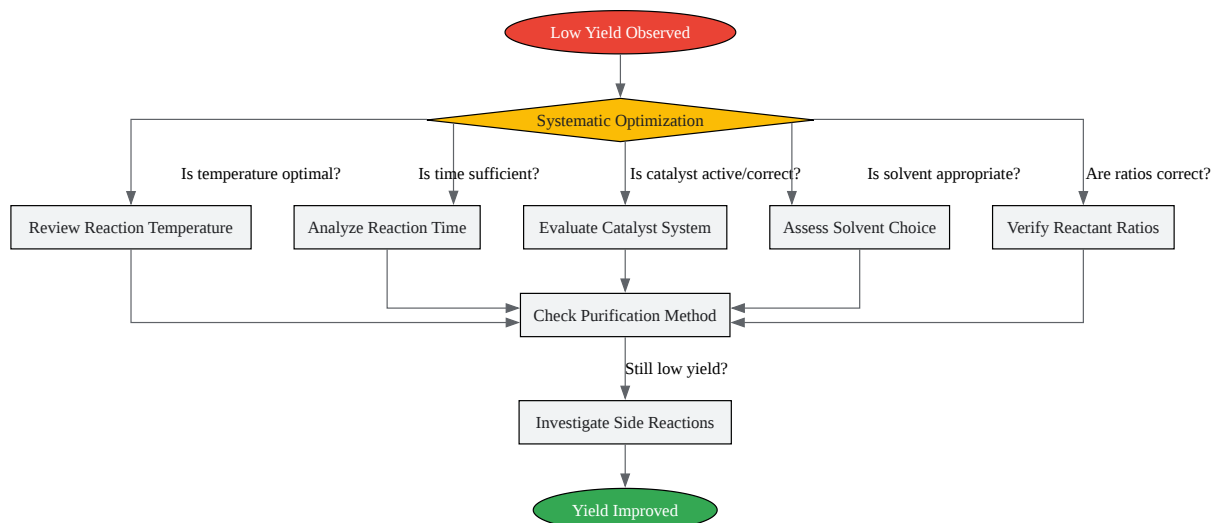 Low Yield Observed
Systematic Optimization
Is temperature optimal?
Is time sufficient?
Is catalyst active/correct?
Is solvent appropriate?
Are ratios correct?
Review Reaction Temperature
Analyze Reaction Time
Evaluate Catalyst System
Assess Solvent Choice
Verify Reactant Ratios
Check Purification Method
Still low yield?
Investigate Side Reactions
Yield Improved